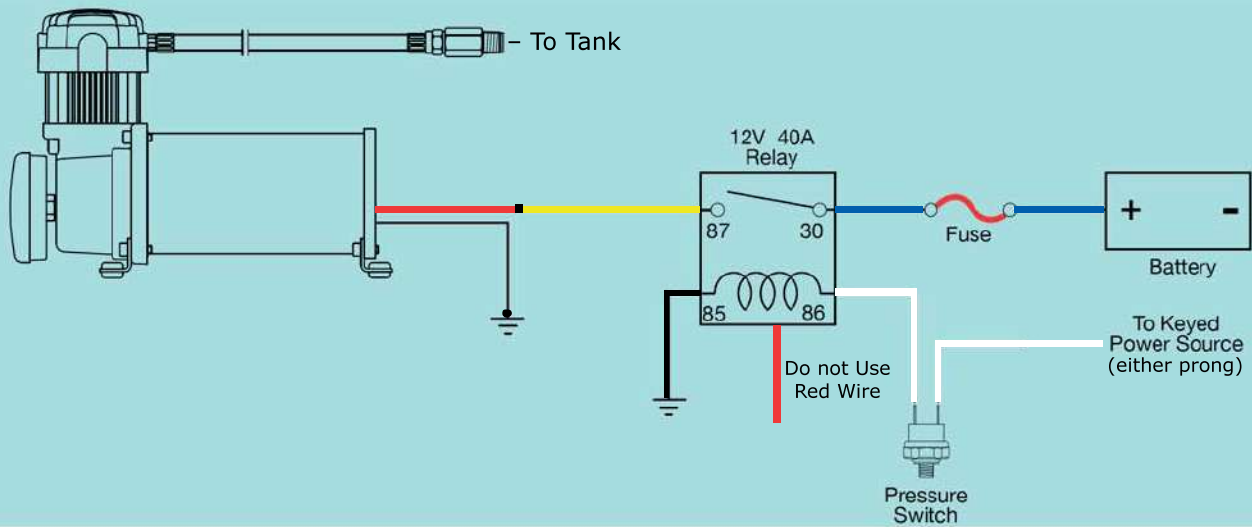 – To Tank
12V 40A
Relay
87
30
Fuse
+
-
Battery
85
86
To Keyed
Power Source
(either prong)
Do not Use
Red Wire
Pressure
Switch